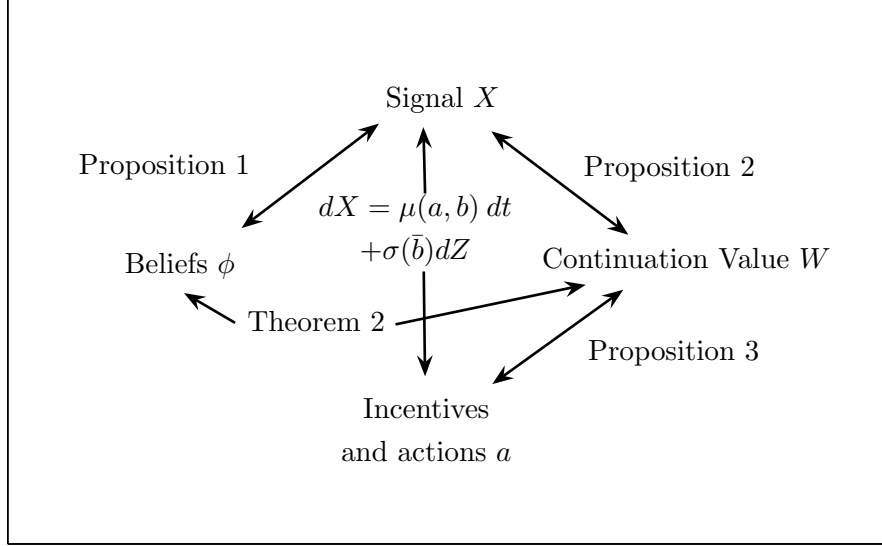 Signal X
Proposition 1
Proposition 2
dX = μ(a, b) dt
+σ(b̄)dZ
Beliefs ϕ
Continuation Value W
Theorem 2
Proposition 3
Incentives
and actions a